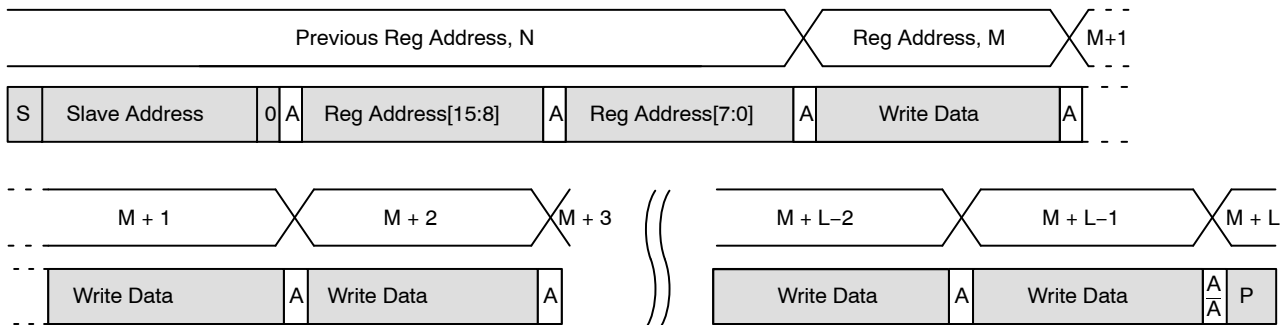 Previous Reg Address, N Reg Address, M M+1
S Slave Address 0 A Reg Address[15:8] A Reg Address[7:0] A Write Data A
M + 1 M + 2 M + 3 M + L−2 M + L−1 M + L
Write Data A Write Data A Write Data A Write Data A/A̅ P